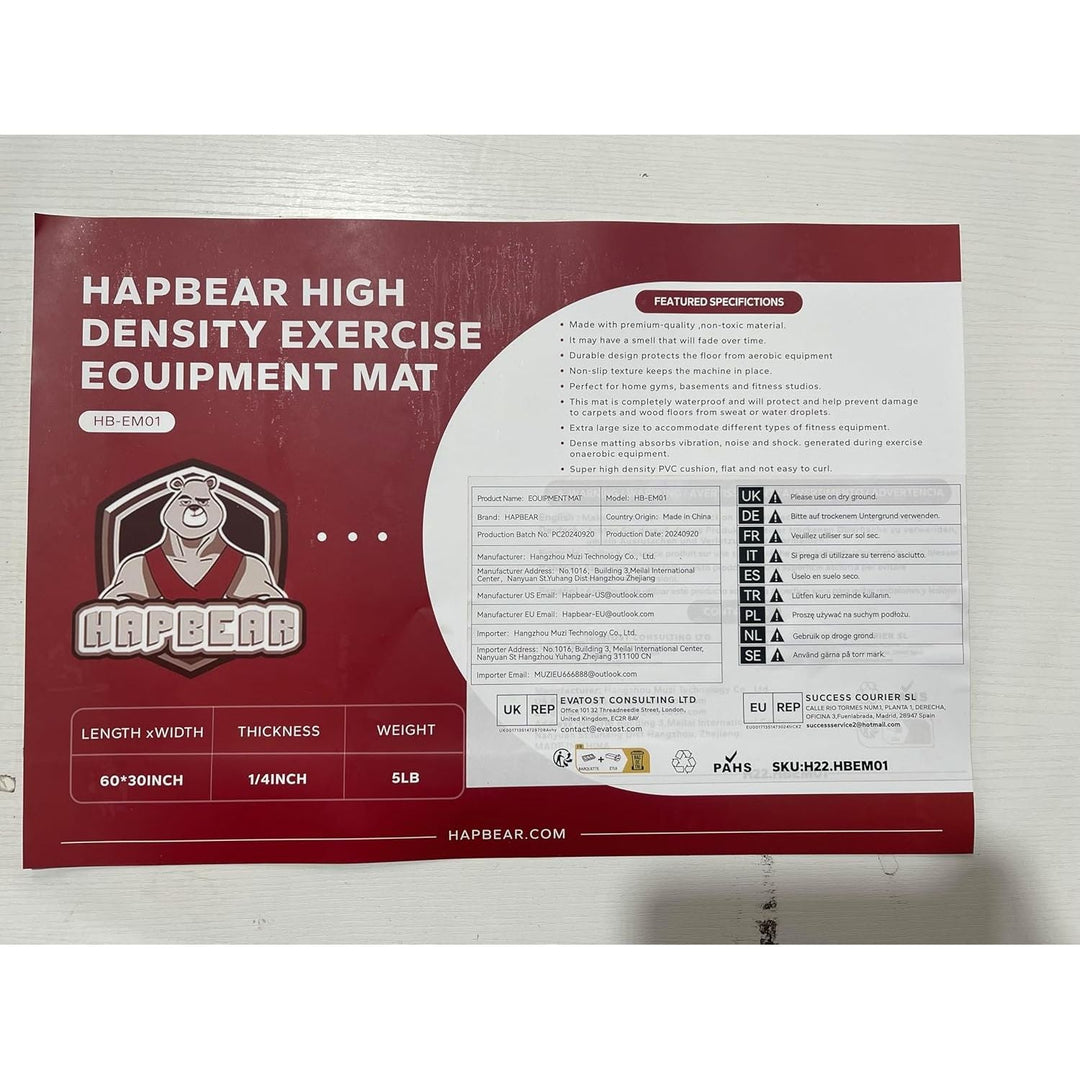 HAPBEAR HIGH
DENSITY EXERCISE
EOUIPMENT MAT
HB-EM01
HAPBEAR
LENGTH xWIDTH THICKNESS WEIGHT
60*30INCH 1/4INCH 5LB
FEATURED SPECIFICTIONS
• Made with premium-quality ,non-toxic material.
• It may have a smell that will fade over time.
• Durable design protects the floor from aerobic equipment
• Non-slip texture keeps the machine in place.
• Perfect for home gyms, basements and fitness studios.
• This mat is completely waterproof and will protect and help prevent damage
to carpets and wood floors from sweat or water droplets.
• Extra large size to accommodate different types of fitness equipment.
• Dense matting absorbs vibration, noise and shock. generated during exercise
onaerobic equipment.
• Super high density PVC cushion, flat and not easy to curl.
Product Name: EOUIPMENT MAT Model: HB-EM01
Brand: HAPBEAR Country Origin: Made in China
Production Batch No. PC20240920 Production Date: 20240920
Manufacturer: Hangzhou Muzi Technology Co., Ltd.
Manufacturer Address: No.1016, Building 3,Meilai International
Center, Nanyuan St.Yuhang Dist Hangzhou Zhejiang
Manufacturer US Email: Hapbear-US@outlook.com
Manufacturer EU Email: Hapbear-EU@outlook.com
Importer: Hangzhou Muzi Technology Co., Ltd.
Importer Address: No.1016, Building 3, Meilai International Center,
Nanyuan St Hangzhou Yuhang Zhejiang 311100 CN
Importer Email: MUZIEU666888@outlook.com
UK Please use on dry ground.
DE Bitte auf trockenem Untergrund verwenden.
FR Veuillez utiliser sur sol sec.
IT Si prega di utilizzare su terreno asciutto.
ES Úselo en suelo seco.
TR Lütfen kuru zeminde kullanın.
PL Proszę używać na suchym podłożu.
NL Gebruik op droge grond.
SE Använd gärna på torr mark.
UK REP
EVATOST CONSULTING LTD
Office 101 32 Threadneedle Street, London,
United Kingdom, EC2R 8AY
contact@evatost.com
EU REP
SUCCESS COURIER SL
CALLE RIO TORMES NUM.1, PLANTA 1, DERECHA,
OFICINA 3,Fuenlabrada, Madrid, 28947 Spain
successservice2@hotmail.com
PAHS
SKU:H22.HBEM01
HAPBEAR.COM